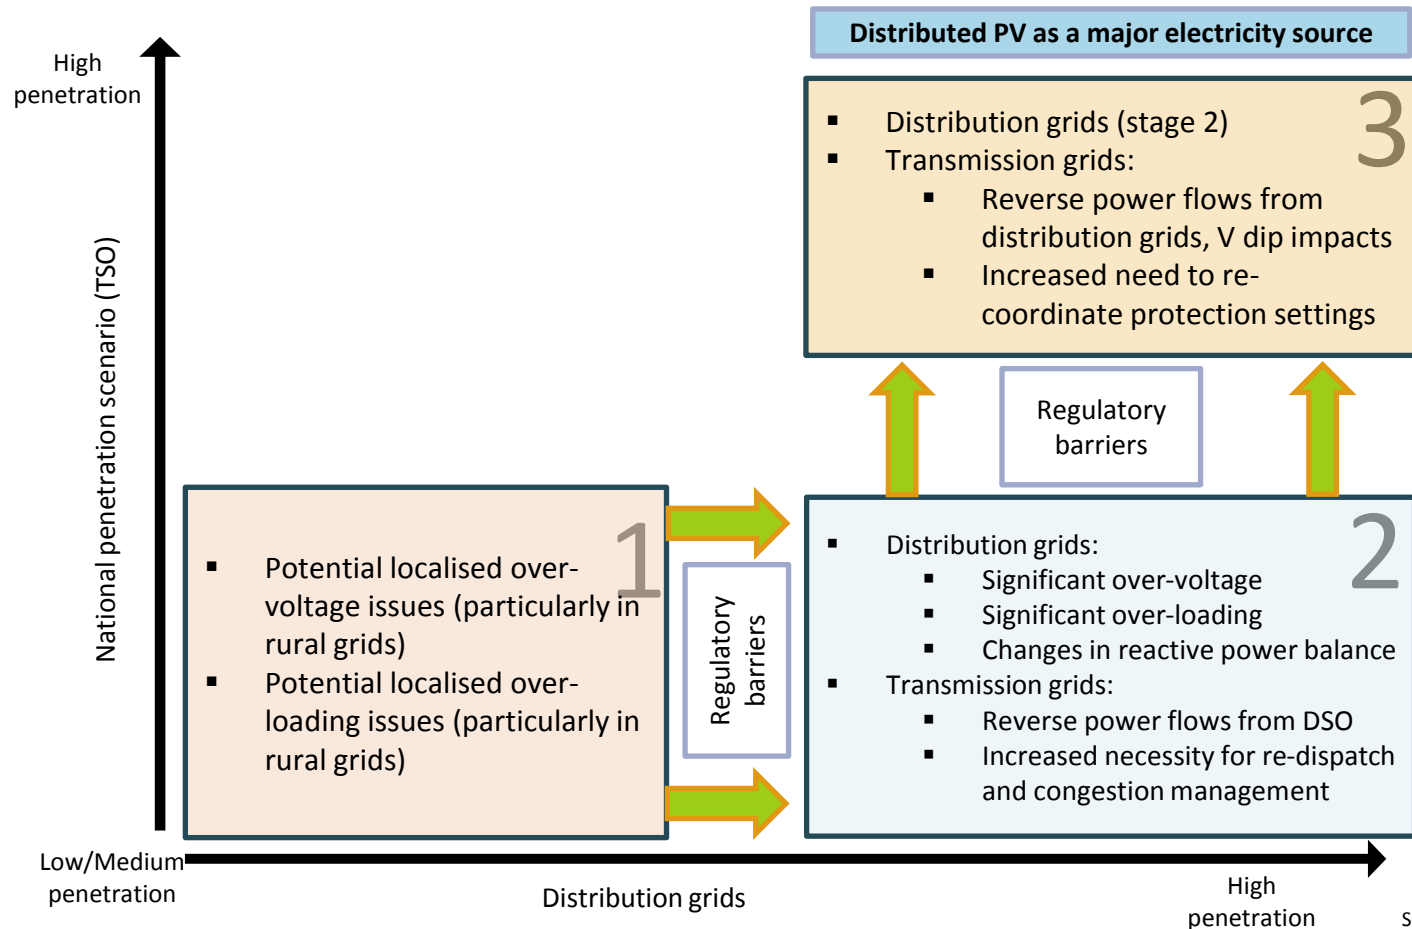 Distributed PV as a major electricity source
High
penetration
3
▪ Distribution grids (stage 2)
▪ Transmission grids:
▪ Reverse power flows from
distribution grids, V dip impacts
▪ Increased need to re-
coordinate protection settings
National penetration scenario (TSO)
Regulatory
barriers
1
▪ Potential localised over-
voltage issues (particularly in
rural grids)
▪ Potential localised over-
loading issues (particularly in
rural grids)
Regulatory
barriers
2
▪ Distribution grids:
▪ Significant over-voltage
▪ Significant over-loading
▪ Changes in reactive power balance
▪ Transmission grids:
▪ Reverse power flows from DSO
▪ Increased necessity for re-dispatch
and congestion management
Low/Medium
penetration
Distribution grids
High
penetration
S